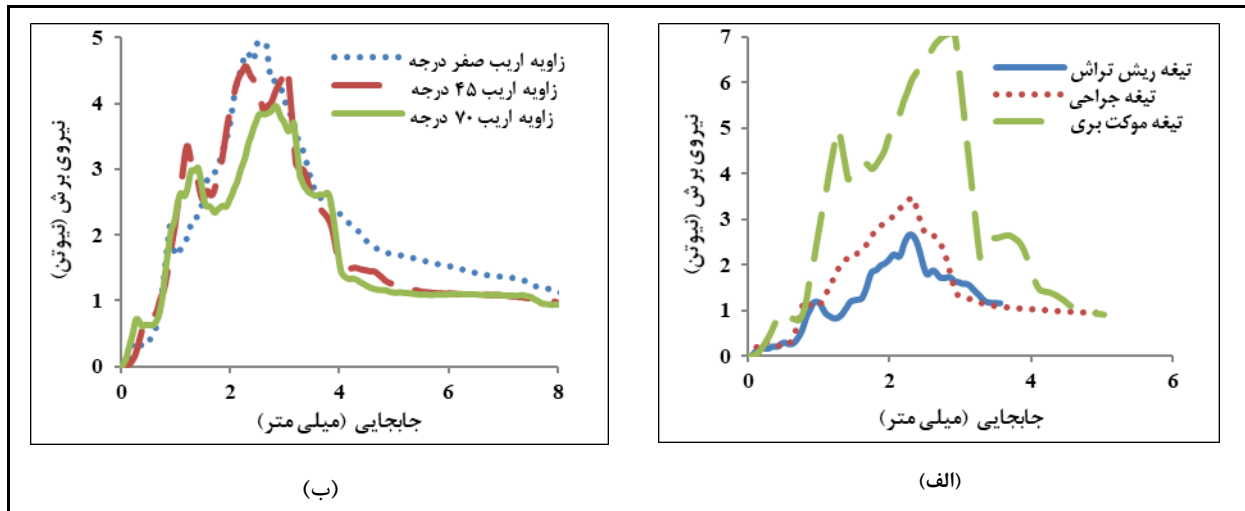 7
6
5
4
3
2
1
0
نیروی برش (نیوتن)
تیغه ریش تراش
تیغه جراحی
تیغه موکت بری
0 2 4 6
جابجایی (میلی متر)
(الف)
5
4
3
2
1
0
نیروی برش (نیوتن)
زاویه اریب صفر درجه
زاویه اریب ۴۵ درجه
زاویه اریب ۷۰ درجه
0 2 4 6 8
جابجایی (میلی متر)
(ب)